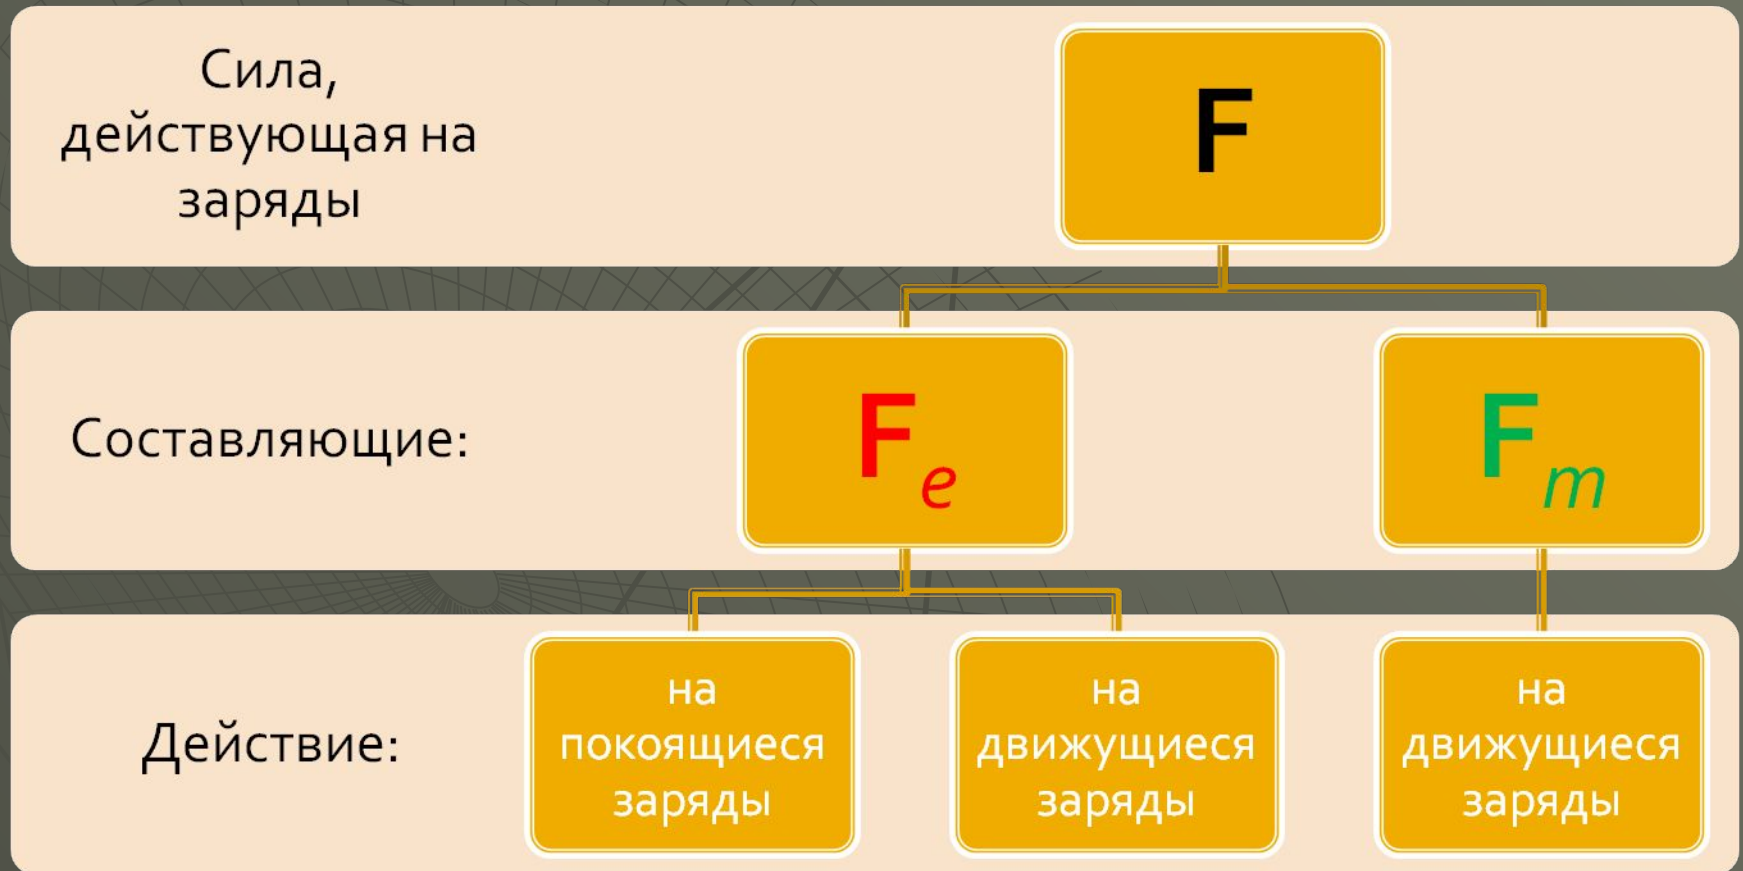 Сила,
действующая на
заряды
F
Составляющие:
Fe
Fm
Действие:
на
покоящиеся
заряды
на
движущиеся
заряды
на
движущиеся
заряды